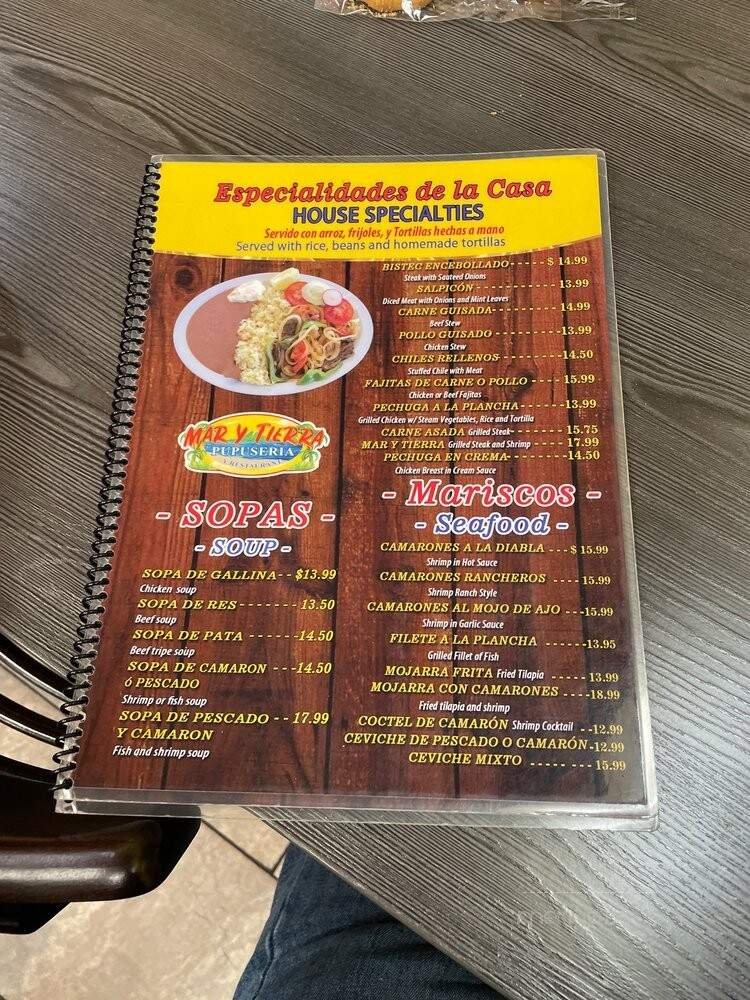 Especialidades de la Casa
HOUSE SPECIALTIES
Servido con arroz, frijoles, y Tortillas hechas a mano
Served with rice, beans and homemade tortillas
BISTEC ENCEBOLLADO----- $ 14.99
Steak with Sauteed Onions
SALPICÓN -------- 13.99
Diced Meat with Onions and Mint Leaves
CARNE GUISADA------- 14.99
Beef Stew
POLLO GUISADO -------13.99
Chicken Stew
CHILES RELLENOS------- 14.50
Stuffed Chile with Meat
FAJITAS DE CARNE O POLLO ---- 15.99
Chicken or Beef Fajitas
PECHUGA A LA PLANCHA------13.99
Grilled Chicken w/ Steam Vegetables, Rice and Tortilla
CARNE ASADA Grilled Steak------- 15.75
MAR Y TIERRA Grilled Steak and Shrimp ---- 17.99
PECHUGA EN CREMA------14.50
Chicken Breast in Cream Sauce
MAR Y TIERRA
PUPUSERIA
Y RESTAURANT
- SOPAS -
- SOUP -
SOPA DE GALLINA-- $13.99
Chicken soup
SOPA DE RES------- 13.50
Beef soup
SOPA DE PATA ------14.50
Beef tripe soup
SOPA DE CAMARON ---14.50
ó PESCADO
Shrimp or fish soup
SOPA DE PESCADO -- 17.99
Y CAMARON
Fish and shrimp soup
- Mariscos -
- Seafood -
CAMARONES A LA DIABLA ---$ 15.99
Shrimp in Hot Sauce
CAMARONES RANCHEROS ----- 15.99
Shrimp Ranch Style
CAMARONES AL MOJO DE AJO ---15.99
Shrimp in Garlic Sauce
FILETE A LA PLANCHA -------13.95
Grilled Fillet of Fish
MOJARRA FRITA Fried Tilapia ----- 13.99
MOJARRA CON CAMARONES ----18.99
Fried tilapia and shrimp
COCTEL DE CAMARÓN Shrimp Cocktail --12.99
CEVICHE DE PESCADO O CAMARÓN-12.99
CEVICHE MIXTO -------- 15.99